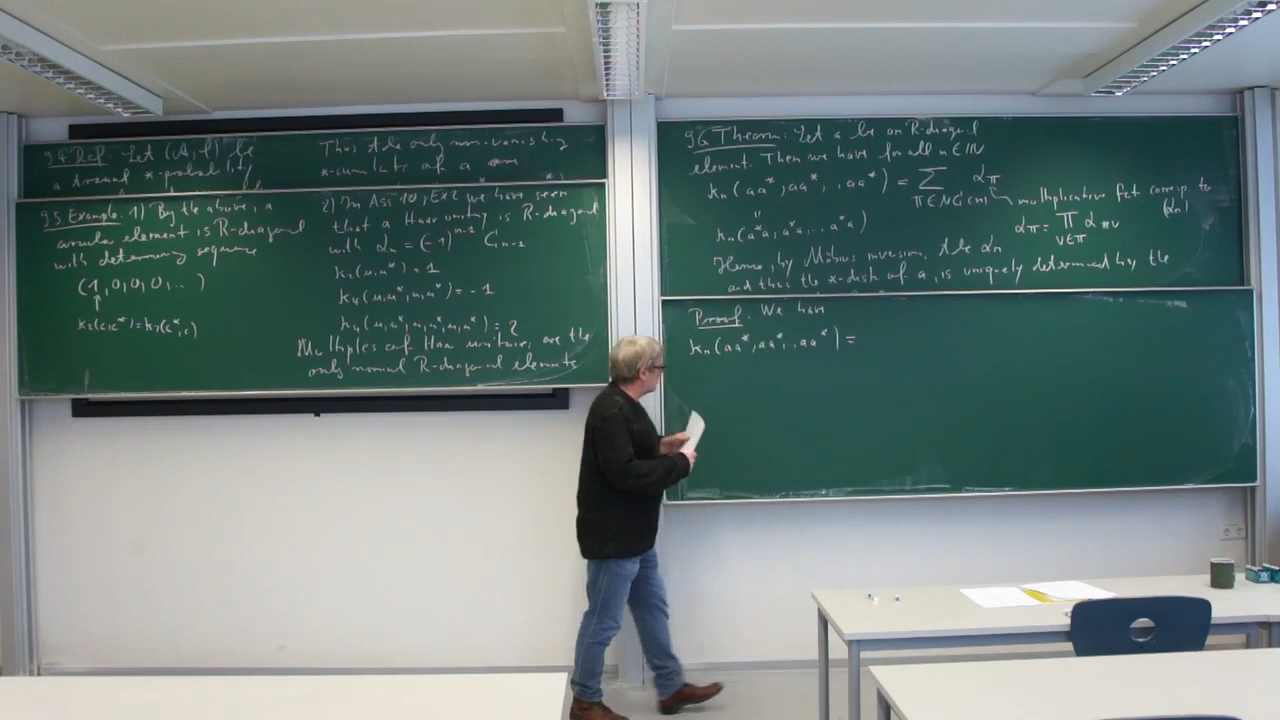 9.4 Def. Let (A, φ) be
a tracial *-probability
Thus the only non-vanishing
*-cumulants of a
9.5 Example. 1) By the above, a
circular element is R-diagonal
with determining sequence
(1,0,0,0,...)
↑
k₂(c,c*)=k₂(c*,c)
2) In Ass 10, Ex 2 we have seen
that a Haar unitary is R-diagonal
with αₙ = (-1)ⁿ⁻¹ Cₙ₋₁
k₂(u,u*) = 1
k₄(u,u*,u,u*) = -1
(u,u*,u,u*,u,u*) = 2
Multiples of Haar unitaries are the
only normal R-diagonal elements
9.6 Theorem: Let a be an R-diagonal
element. Then we have for all n ∈ ℕ
kₙ(aa*,aa*,..,aa*) = ∑ απ
π∈NC(n)
multiplicative fct corresp. to
(αₙ)
απ = ∏ α#V
V∈π
"
kₙ(a*a,a*a,..,a*a)
Hence, by Möbius inversion, the αₙ
and thus the *-distr. of a, is uniquely determined by the
Proof: We have
kₙ(aa*,aa*,..,aa*) =